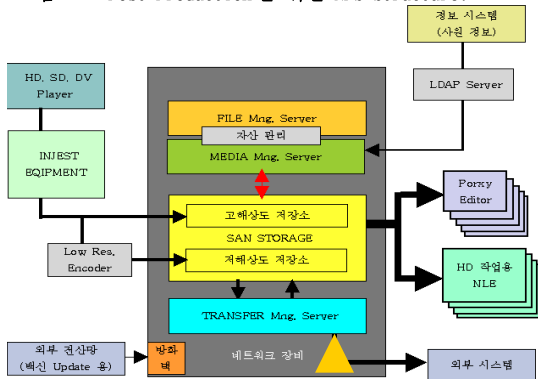 Post Production
정보 시스템
(사원 정보)
HD, SD, DV
Player
LDAP Server
FILE Mng. Server
자산 관리
MEDIA Mng. Server
INJEST
EQIPMENT
Porxy
Editor
고해상도 저장소
SAN STORAGE
저해상도 저장소
Low Res.
Encoder
HD 작업용
NLE
TRANSFER Mng. Server
외부 전산망
(백신 Update 용)
방화
벽
네트워크 장비
외부 시스템